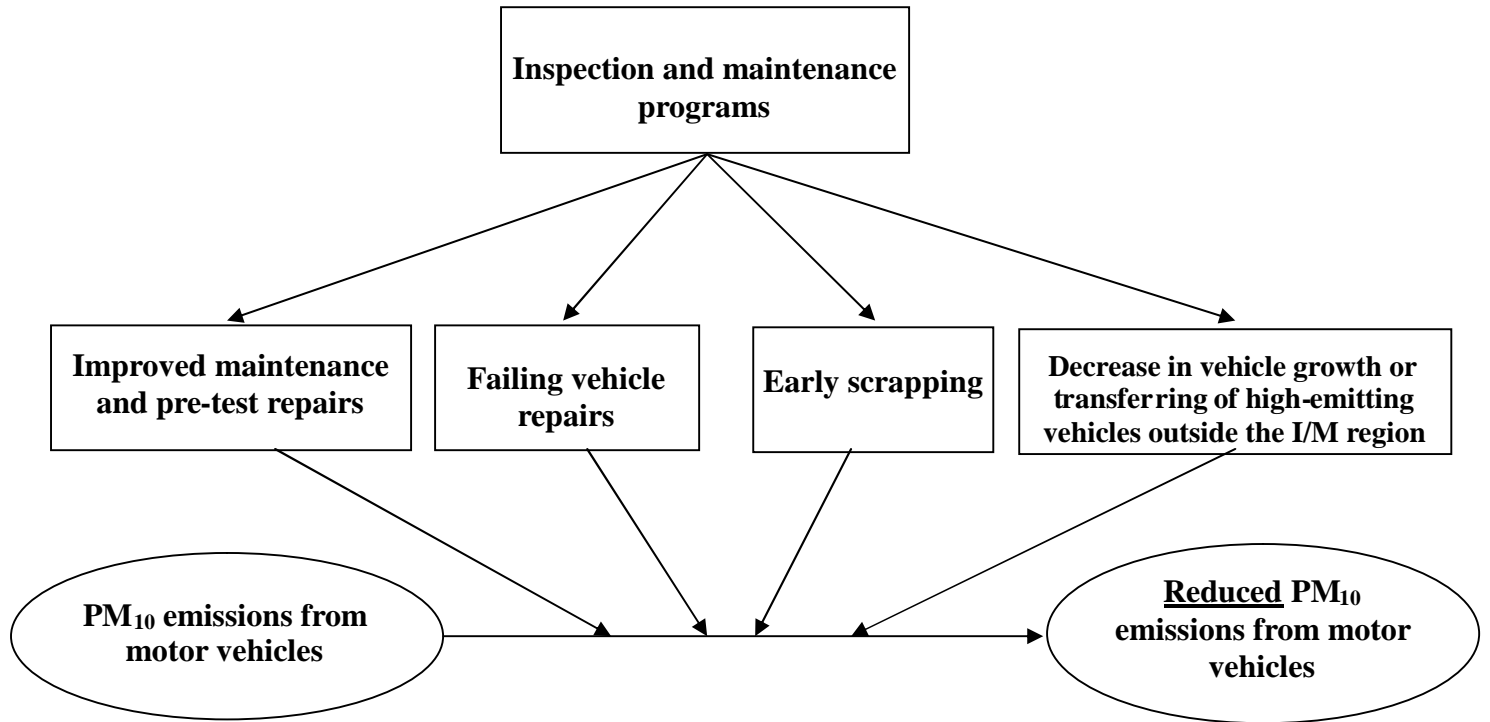 Inspection and maintenance
programs
Improved maintenance
and pre-test repairs
Failing vehicle
repairs
Early scrapping
Decrease in vehicle growth or
transferring of high-emitting
vehicles outside the I/M region
PM₁₀ emissions from
motor vehicles
Reduced PM₁₀
emissions from motor
vehicles